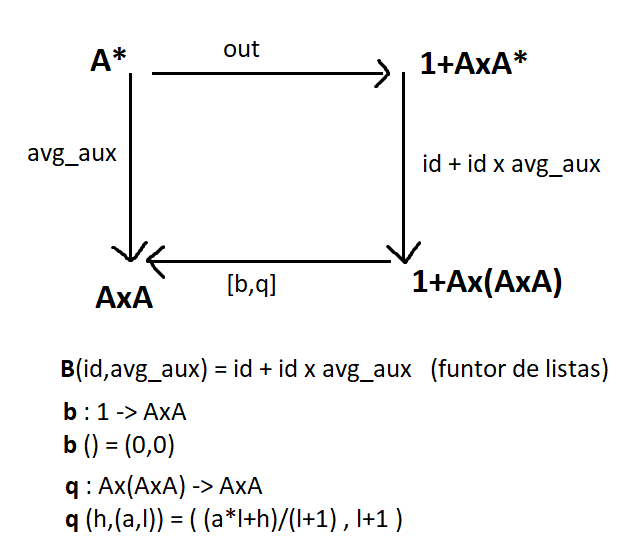 A*
out
1+AxA*
avg_aux
id + id x avg_aux
AxA
[b,q]
1+Ax(AxA)
B(id,avg_aux) = id + id x avg_aux (funtor de listas)
b : 1 -> AxA
b () = (0,0)
q : Ax(AxA) -> AxA
q (h,(a,l)) = ( (a*l+h)/(l+1) , l+1 )